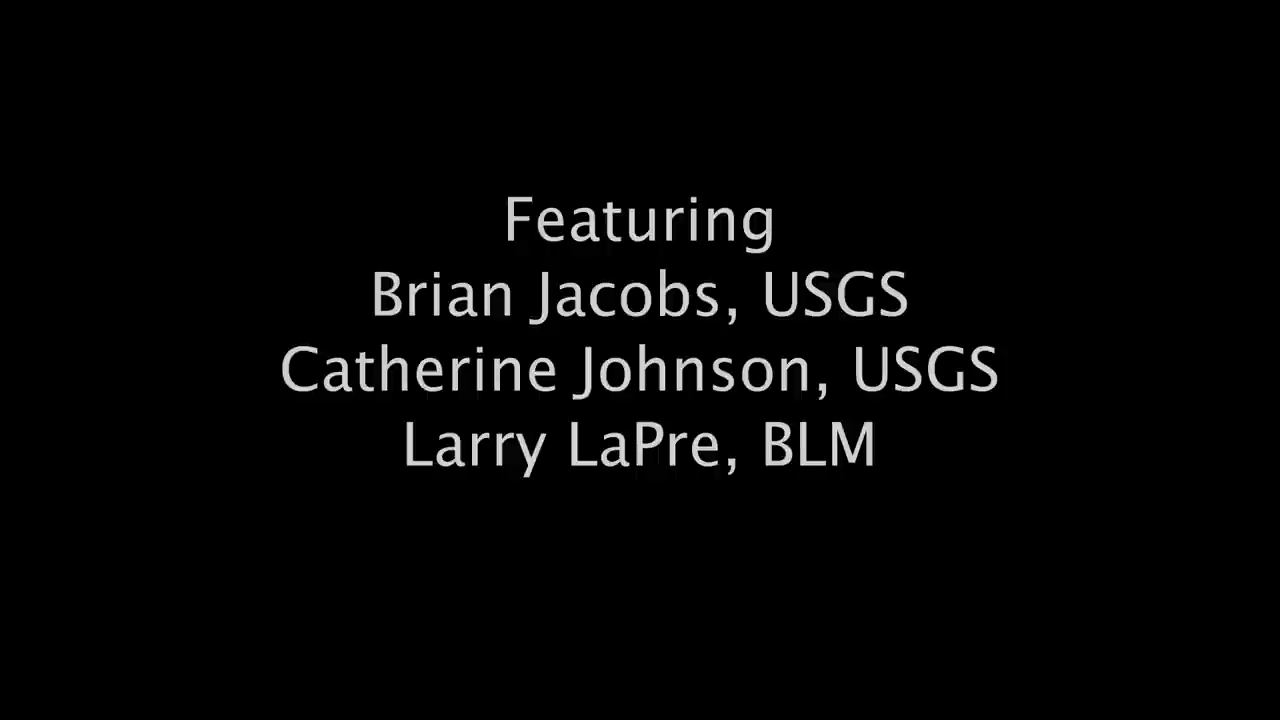 Featuring
Brian Jacobs, USGS
Catherine Johnson, USGS
Larry LaPre, BLM